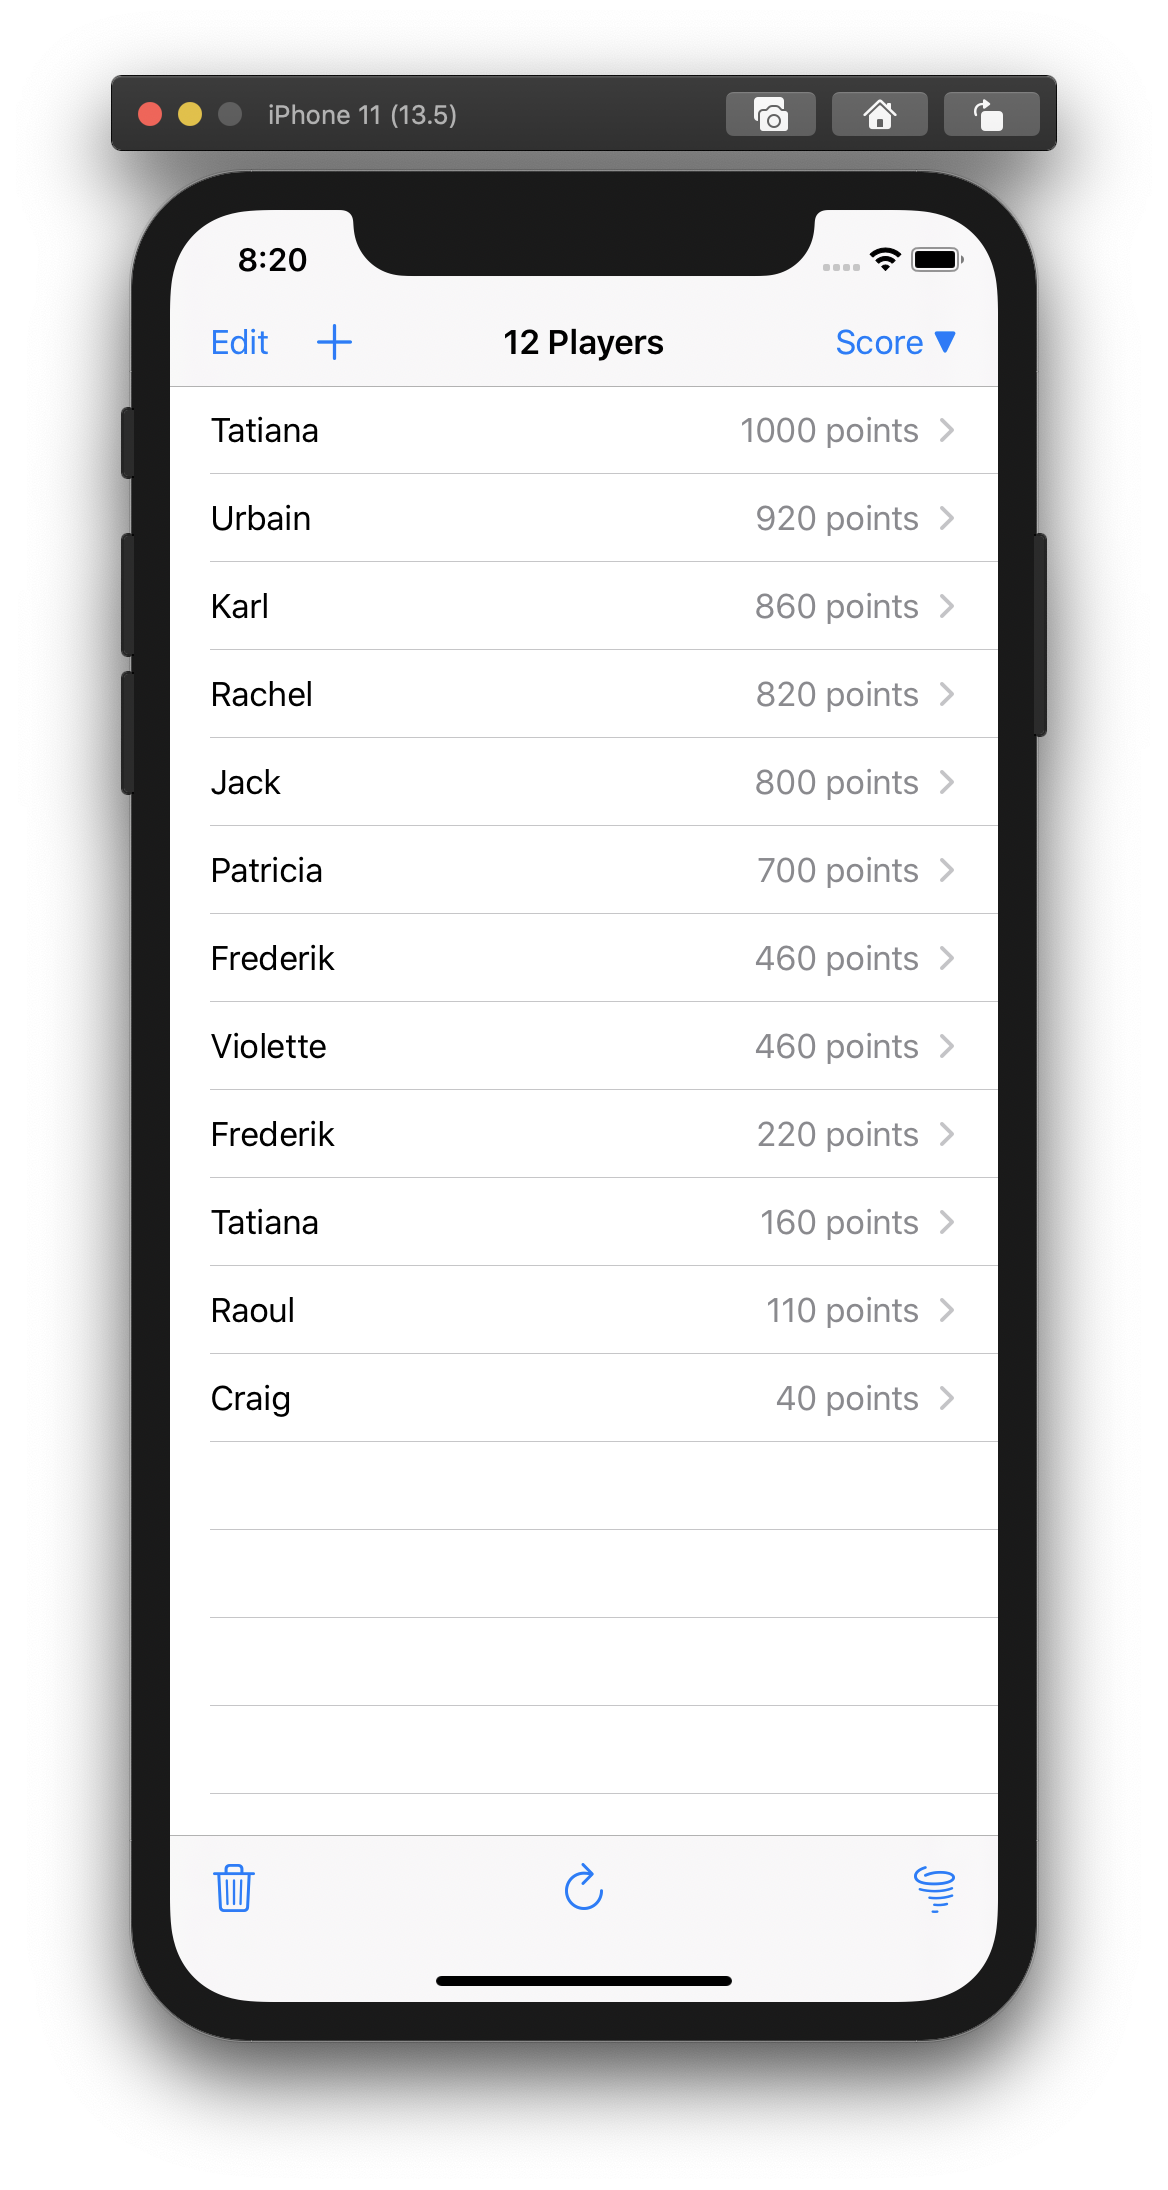 iPhone 11 (13.5)
8:20
Edit + 12 Players Score ▼
Tatiana 1000 points
Urbain 920 points
Karl 860 points
Rachel 820 points
Jack 800 points
Patricia 700 points
Frederik 460 points
Violette 460 points
Frederik 220 points
Tatiana 160 points
Raoul 110 points
Craig 40 points